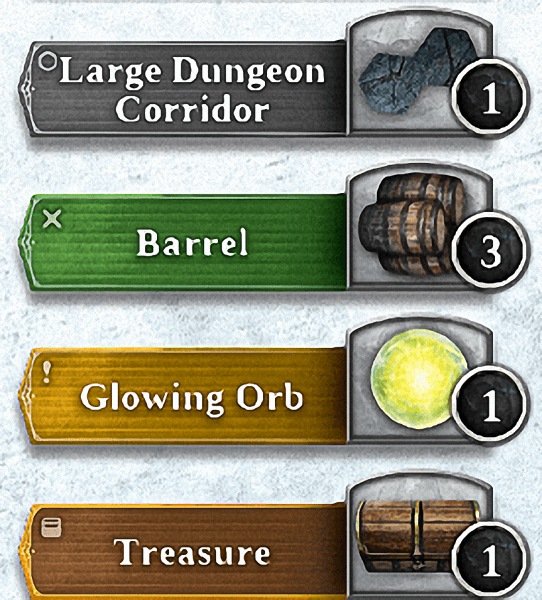 Large Dungeon
Corridor
1
Barrel
3
!
Glowing Orb
1
Treasure
1